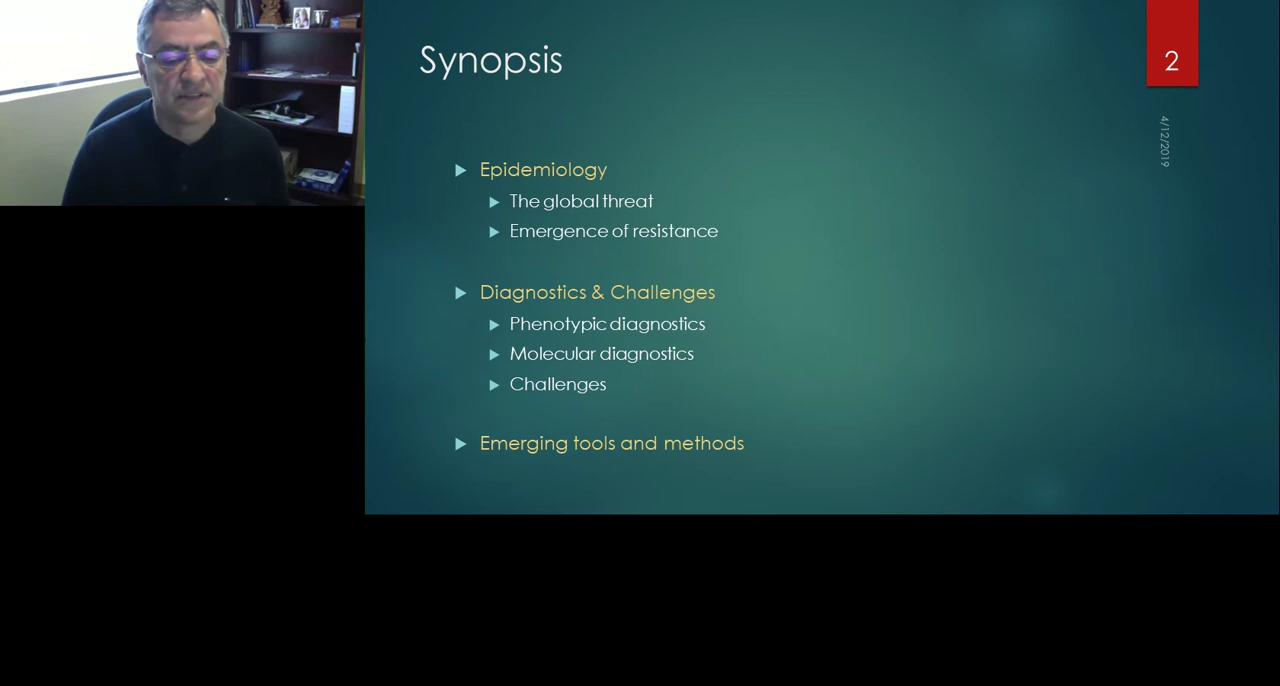 Synopsis
2
4/12/2019
Epidemiology
The global threat
Emergence of resistance
Diagnostics & Challenges
Phenotypic diagnostics
Molecular diagnostics
Challenges
Emerging tools and methods